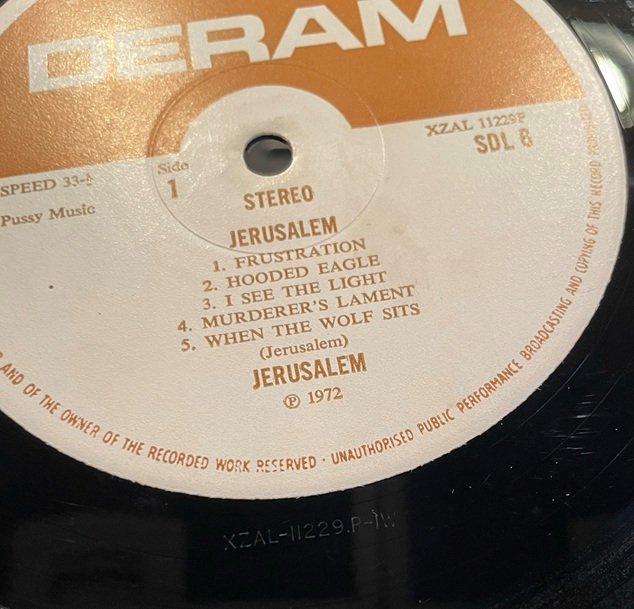 DERAM
XZAL 11229P
SDL 6
SPEED 33
Side
1
Pussy Music
STEREO
JERUSALEM
1. FRUSTRATION
2. HOODED EAGLE
3. I SEE THE LIGHT
4. MURDERER'S LAMENT
5. WHEN THE WOLF SITS
(Jerusalem)
JERUSALEM
℗ 1972
AND OF THE OWNER OF THE RECORDED WORK RESERVED · UNAUTHORISED PUBLIC PERFORMANCE BROADCASTING AND COPYING OF THIS RECORD PROHIBITED
XZAL-11229.P-1W